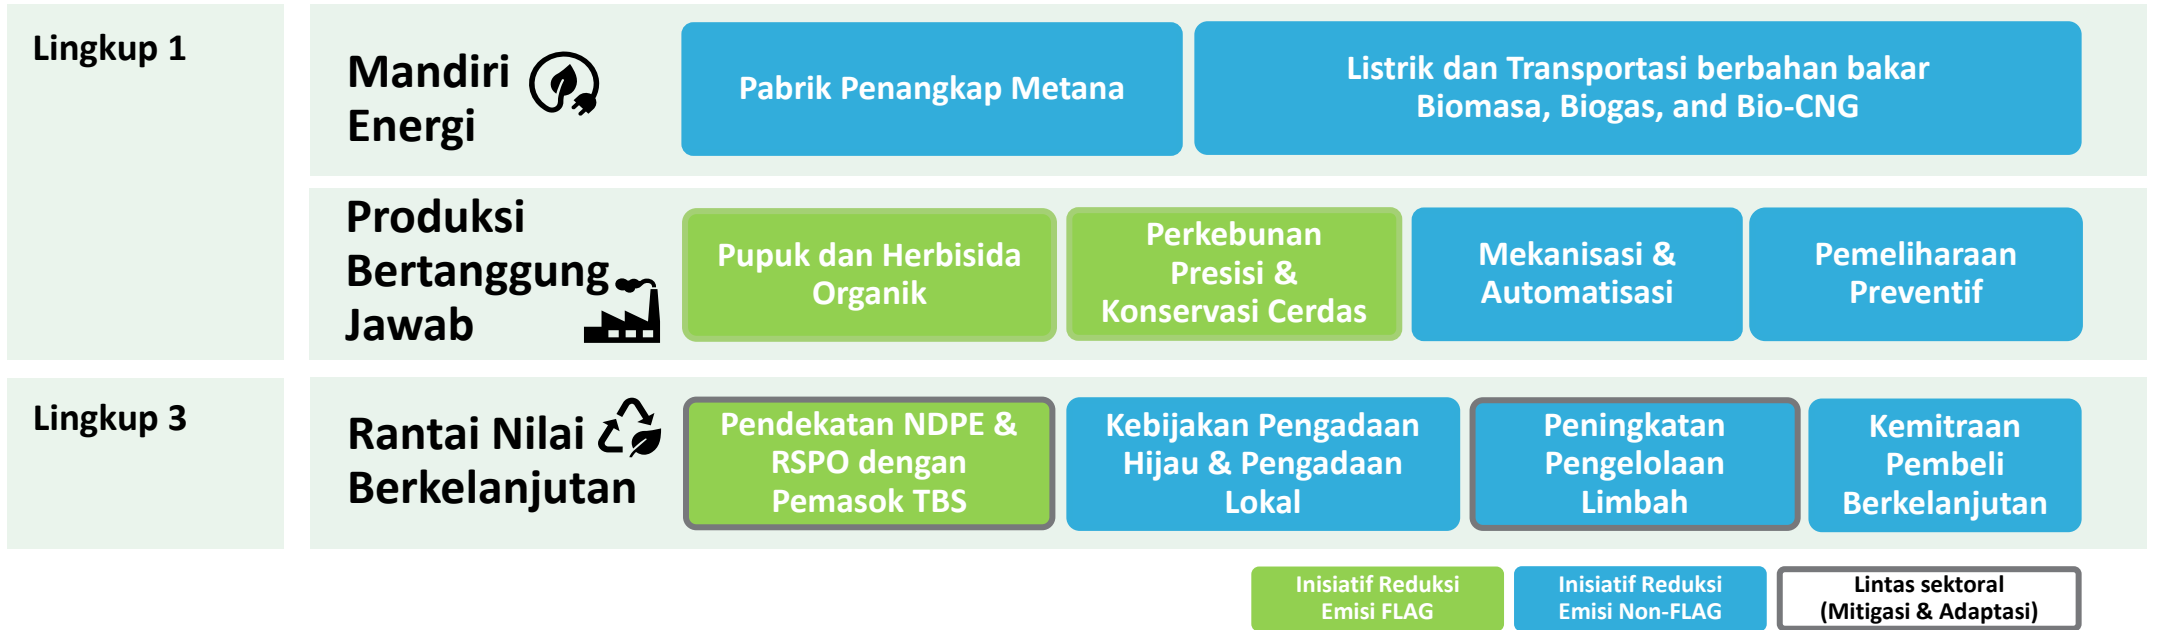 Lingkup 1
Mandiri
Energi
Pabrik Penangkap Metana
Listrik dan Transportasi berbahan bakar
Biomasa, Biogas, and Bio-CNG
Produksi
Bertanggung
Jawab
Pupuk dan Herbisida
Organik
Perkebunan
Presisi &
Konservasi Cerdas
Mekanisasi &
Automatisasi
Pemeliharaan
Preventif
Lingkup 3
Rantai Nilai
Berkelanjutan
Pendekatan NDPE &
RSPO dengan
Pemasok TBS
Kebijakan Pengadaan
Hijau & Pengadaan
Lokal
Peningkatan
Pengelolaan
Limbah
Kemitraan
Pembeli
Berkelanjutan
Inisiatif Reduksi
Emisi FLAG
Inisiatif Reduksi
Emisi Non-FLAG
Lintas sektoral
(Mitigasi & Adaptasi)